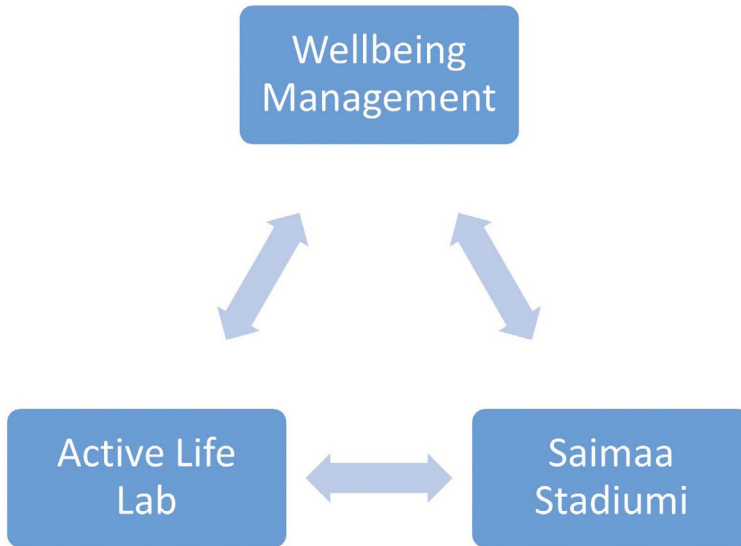 Wellbeing
Management
Active Life
Lab
Saimaa
Stadiumi